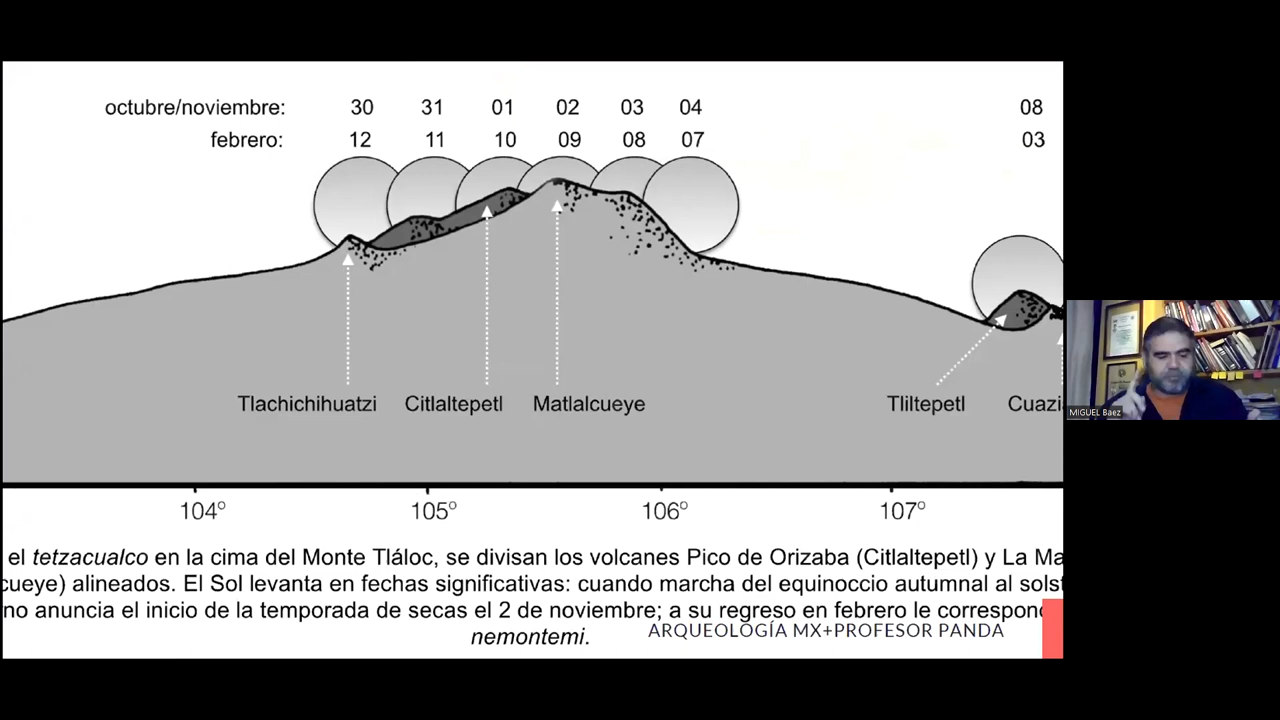 octubre/noviembre: 30 31 01 02 03 04 08
febrero: 12 11 10 09 08 07 03
Tlachichihuatzi Citlaltepetl Matlalcueye Tliltepetl Cuazi
104° 105° 106° 107°
el tetzacualco en la cima del Monte Tláloc, se divisan los volcanes Pico de Orizaba (Citlaltepetl) y La Ma
cueye) alineados. El Sol levanta en fechas significativas: cuando marcha del equinoccio autumnal al solst
no anuncia el inicio de la temporada de secas el 2 de noviembre; a su regreso en febrero le correspond
nemontemi.
ARQUEOLOGÍA MX+PROFESOR PANDA
MIGUEL Baez